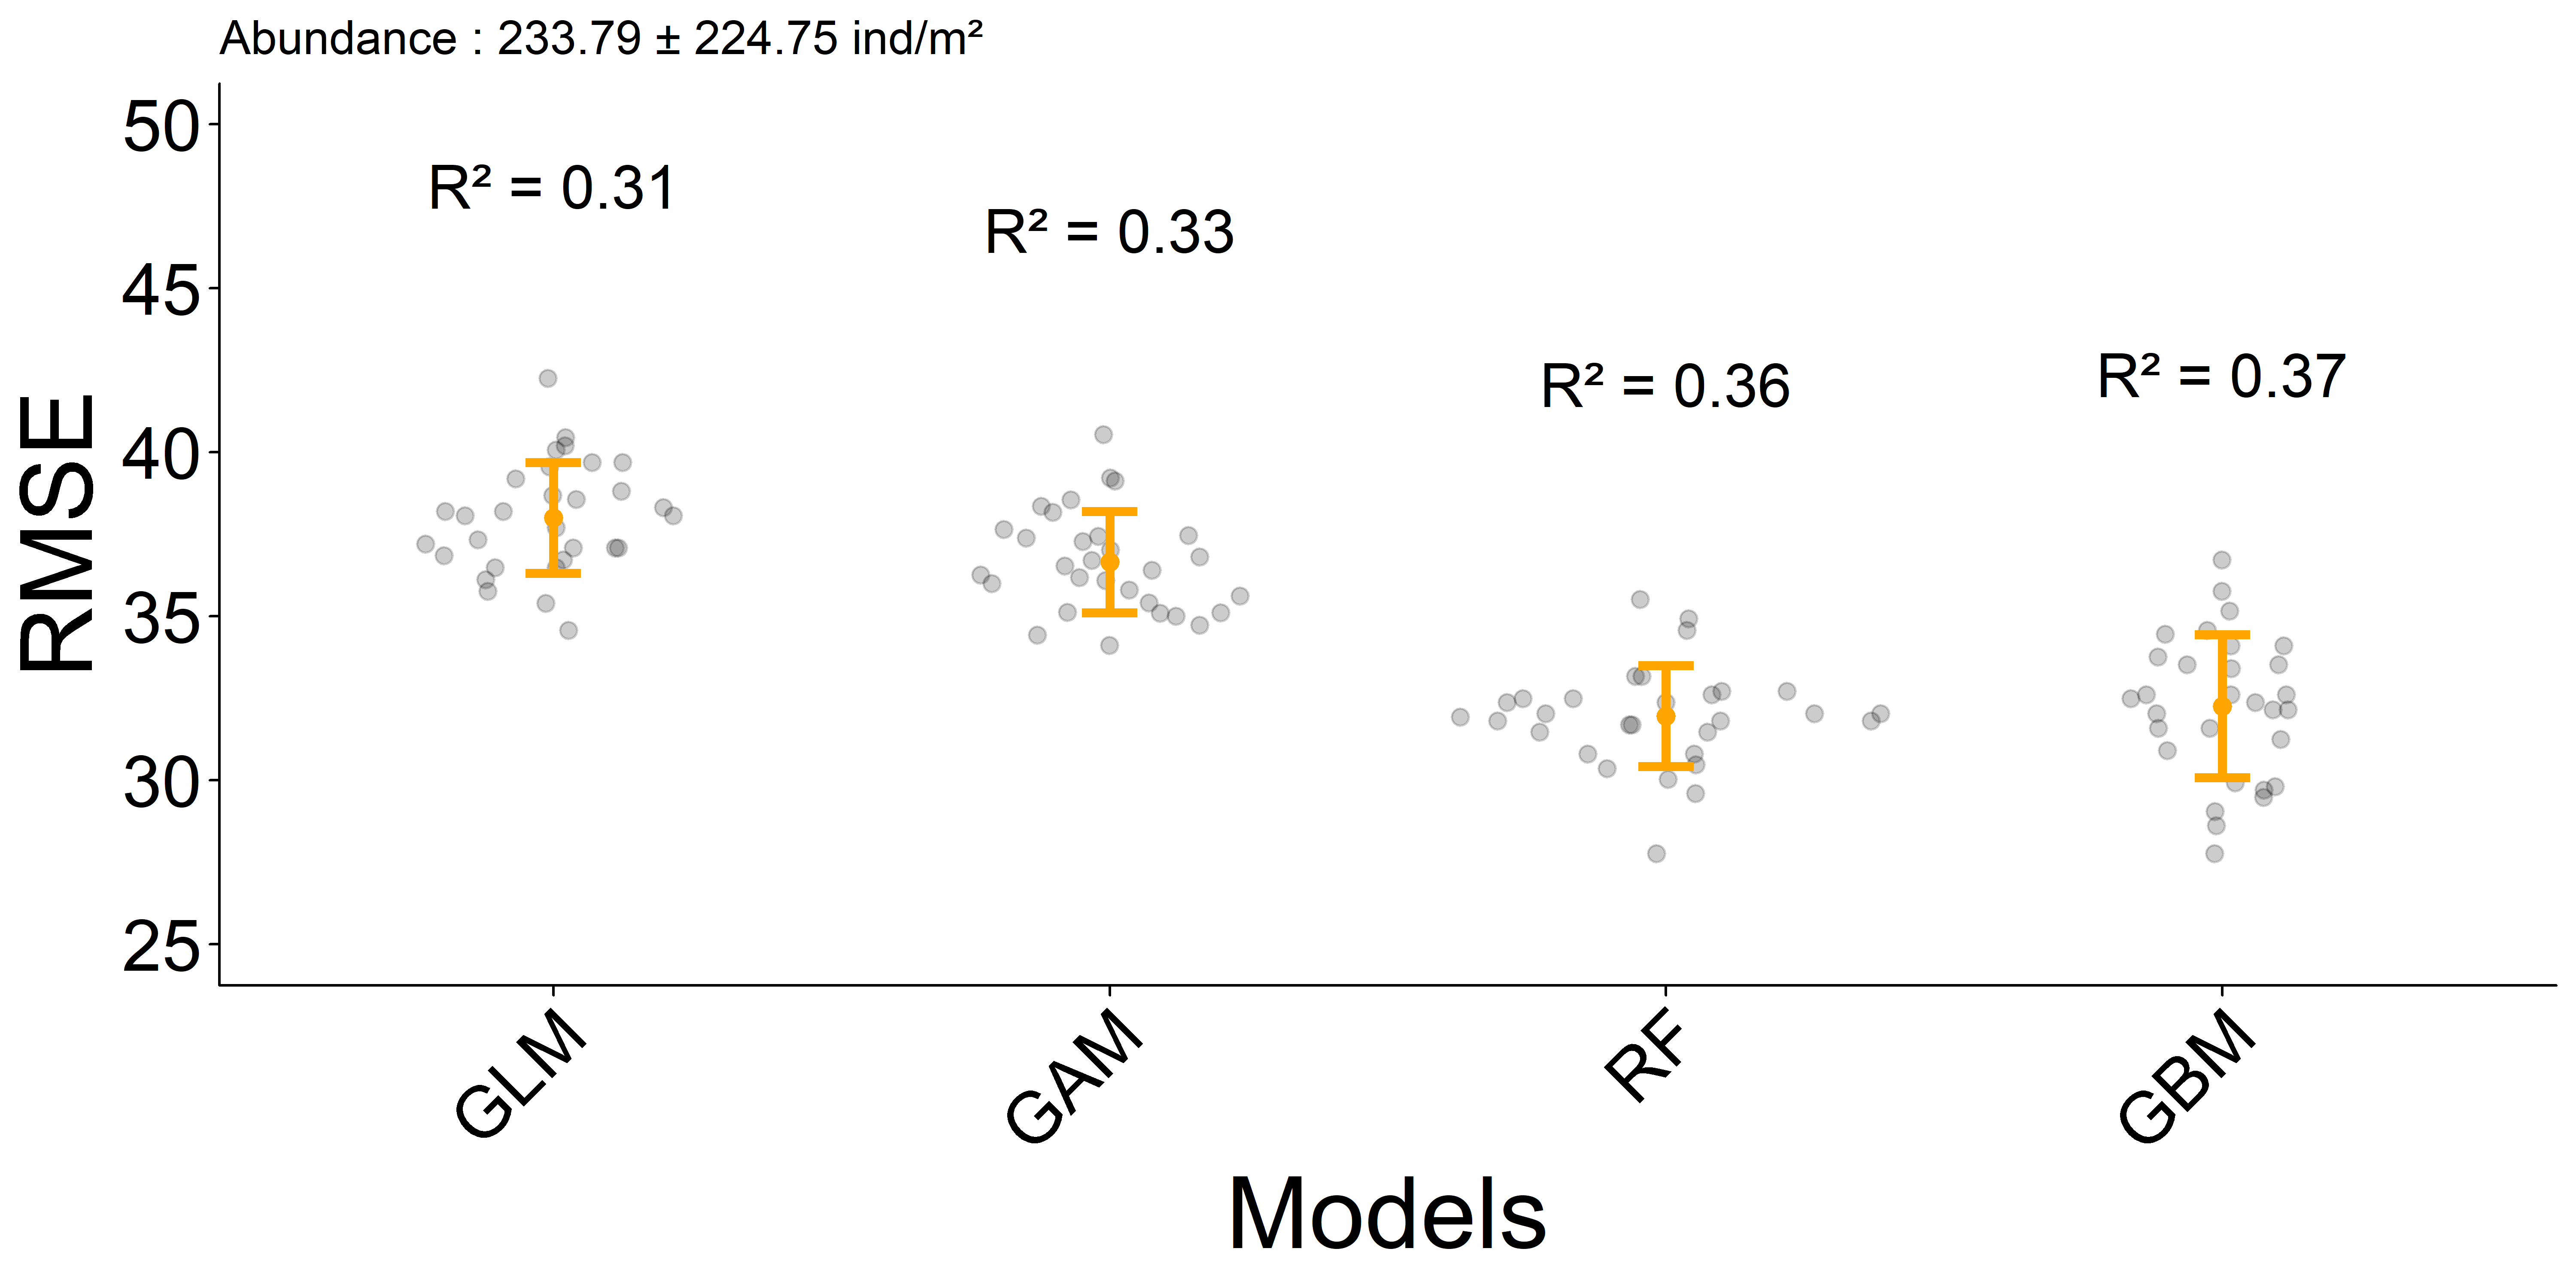 Abundance : 233.79 ± 224.75 ind/m²
50
45
40
35
30
25
RMSE
R² = 0.31
R² = 0.33
R² = 0.36
R² = 0.37
GLM
GAM
RF
GBM
Models